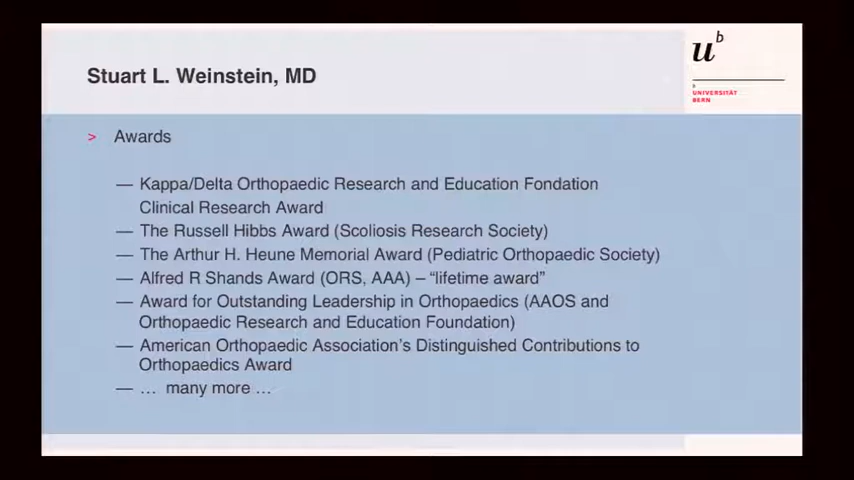 Stuart L. Weinstein, MD
u b
b
UNIVERSITÄT
BERN
> Awards
— Kappa/Delta Orthopaedic Research and Education Fondation
Clinical Research Award
— The Russell Hibbs Award (Scoliosis Research Society)
— The Arthur H. Heune Memorial Award (Pediatric Orthopaedic Society)
— Alfred R Shands Award (ORS, AAA) – “lifetime award”
— Award for Outstanding Leadership in Orthopaedics (AAOS and
Orthopaedic Research and Education Foundation)
— American Orthopaedic Association’s Distinguished Contributions to
Orthopaedics Award
— … many more …